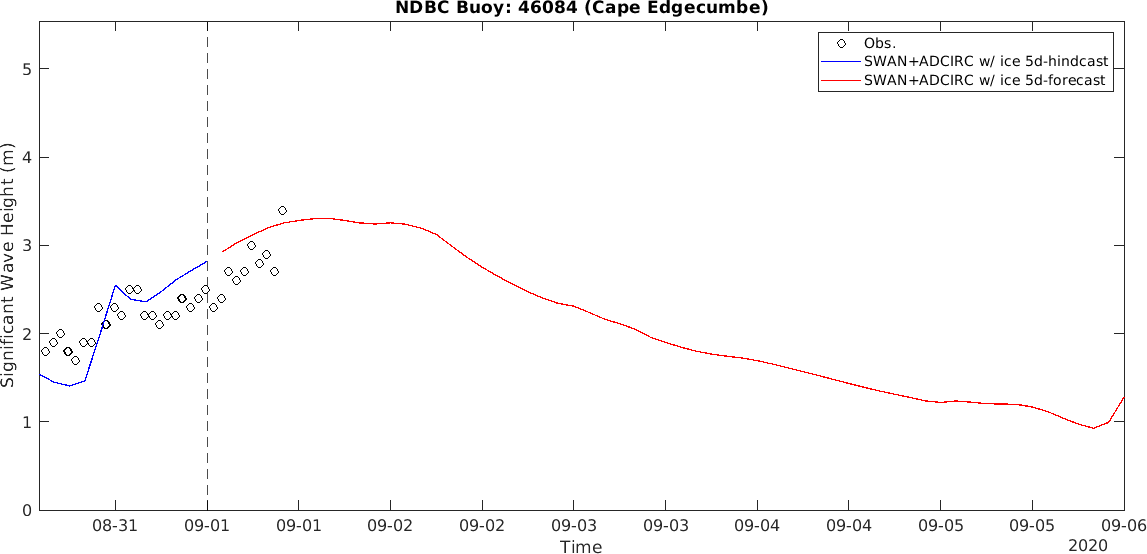 NDBC Buoy: 46084 (Cape Edgecumbe)
Obs.
SWAN+ADCIRC w/ ice 5d-hindcast
SWAN+ADCIRC w/ ice 5d-forecast
Significant Wave Height (m)
5
4
3
2
1
0
08-31 09-01 09-01 09-02 09-02 09-03 09-03 09-04 09-04 09-05 09-05 09-06
Time
2020